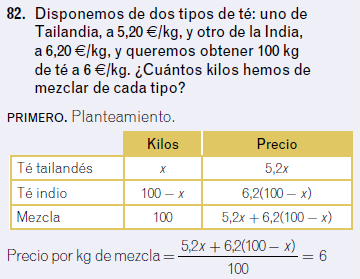 82. Disponemos de dos tipos de té: uno de
Tailandia, a 5,20 €/kg, y otro de la India,
a 6,20 €/kg, y queremos obtener 100 kg
de té a 6 €/kg. ¿Cuántos kilos hemos de
mezclar de cada tipo?
PRIMERO. Planteamiento.
Kilos Precio
Té tailandés x 5,2x
Té indio 100 − x 6,2(100 − x)
Mezcla 100 5,2x + 6,2(100 − x)
Precio por kg de mezcla = 5,2x + 6,2(100 − x) / 100 = 6